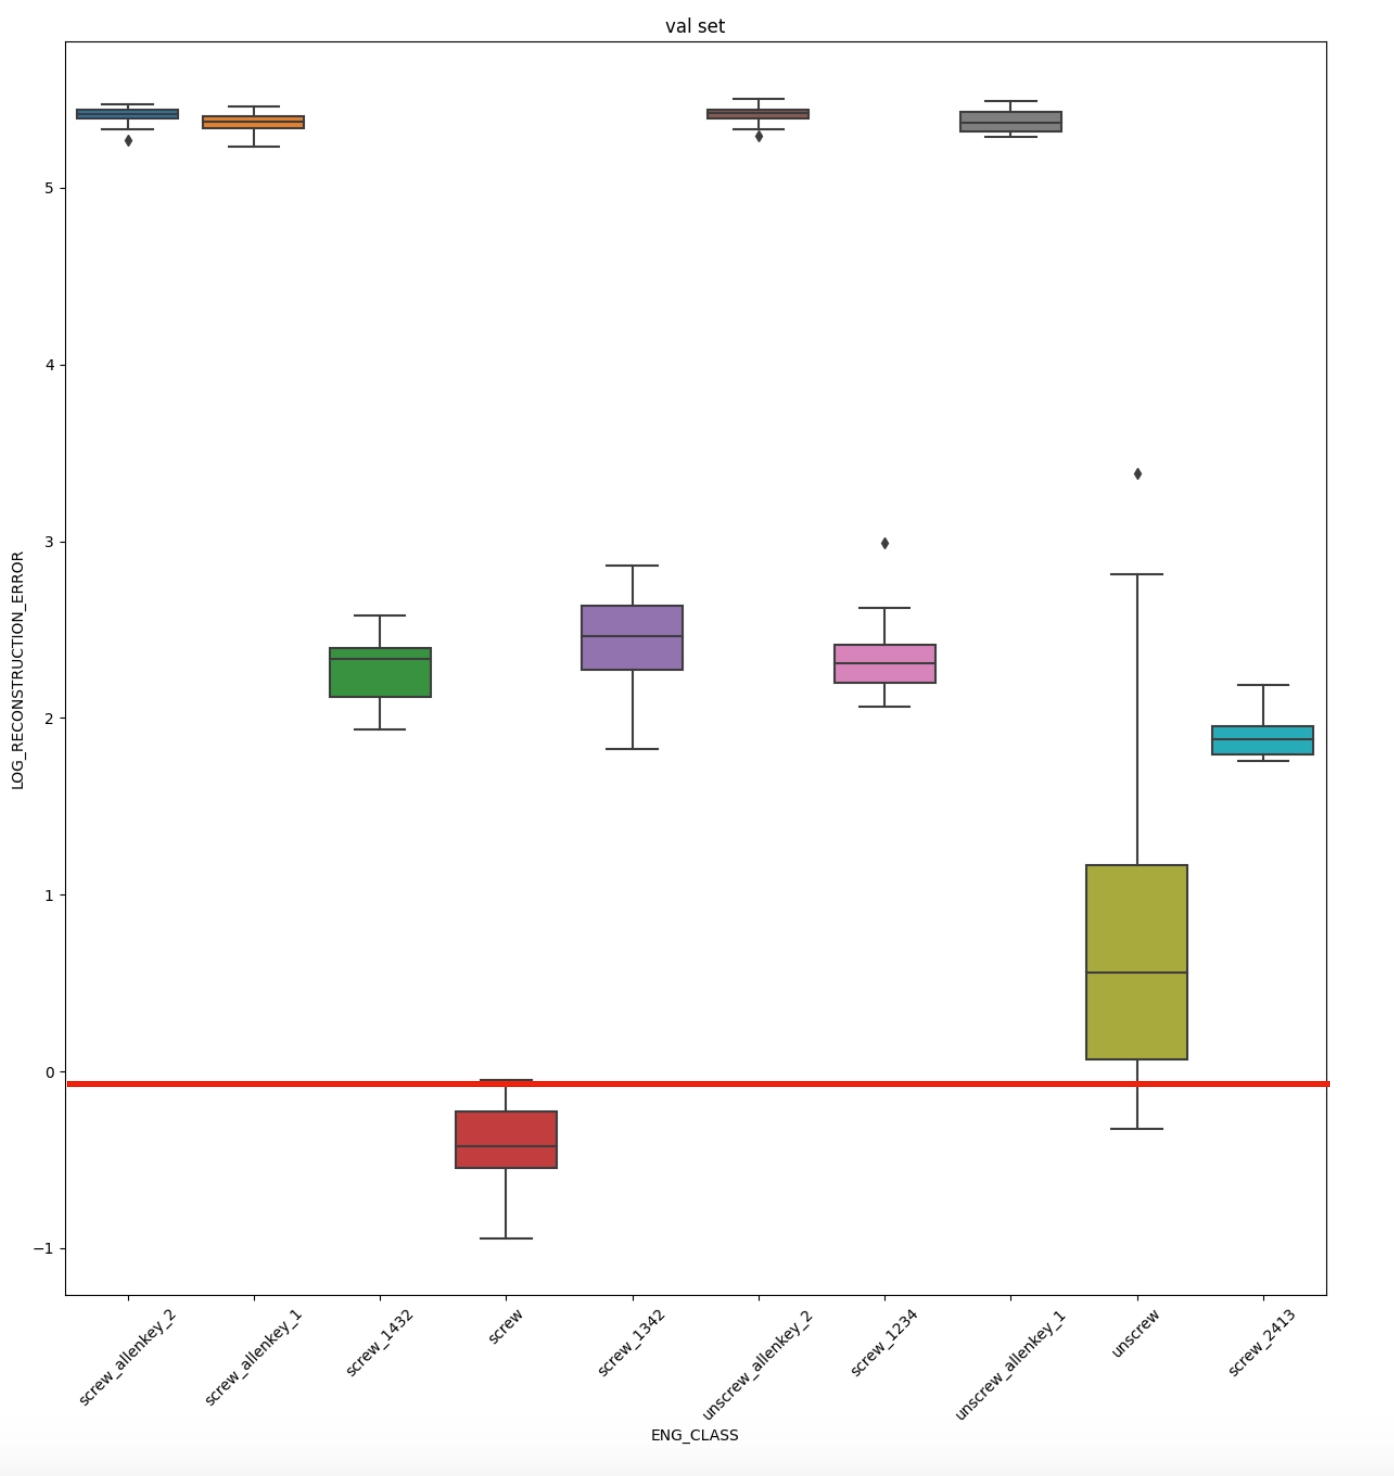 val set
LOG_RECONSTRUCTION_ERROR
5
4
3
2
1
0
−1
screw_allenkey_2
screw_allenkey_1
screw_1432
screw
screw_1342
unscrew_allenkey_2
screw_1234
unscrew_allenkey_1
unscrew
screw_2413
ENG_CLASS